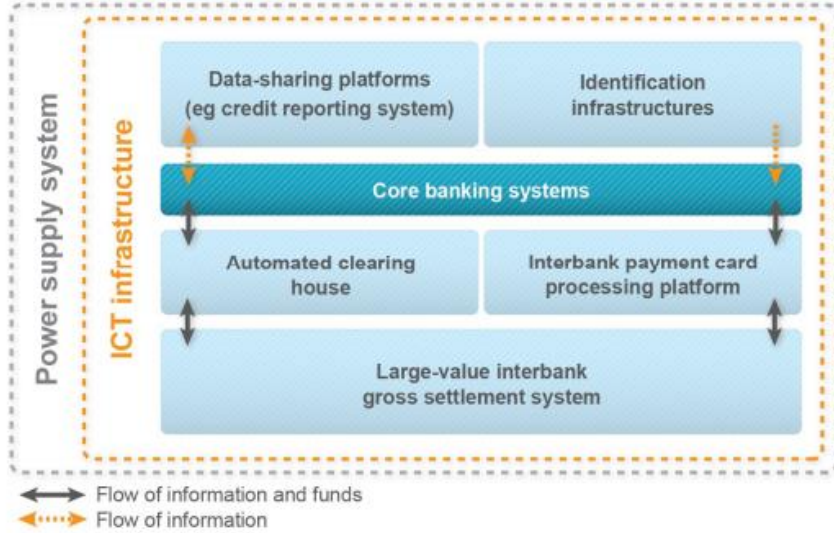 Power supply system
ICT infrastructure
Data-sharing platforms
(eg credit reporting system)
Identification
infrastructures
Core banking systems
Automated clearing
house
Interbank payment card
processing platform
Large-value interbank
gross settlement system
Flow of information and funds
Flow of information